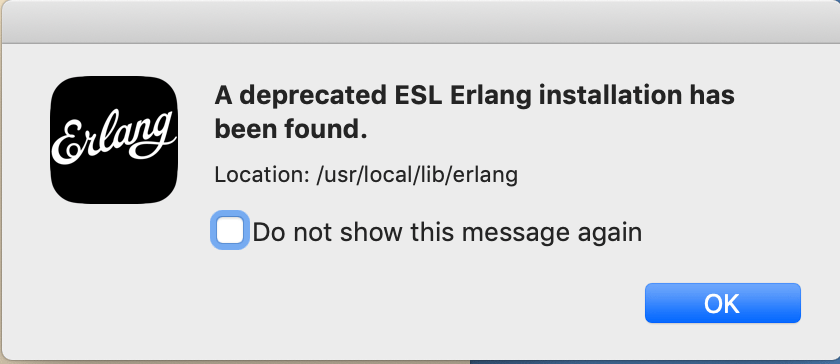 Erlang
A deprecated ESL Erlang installation has
been found.
Location: /usr/local/lib/erlang
Do not show this message again
OK